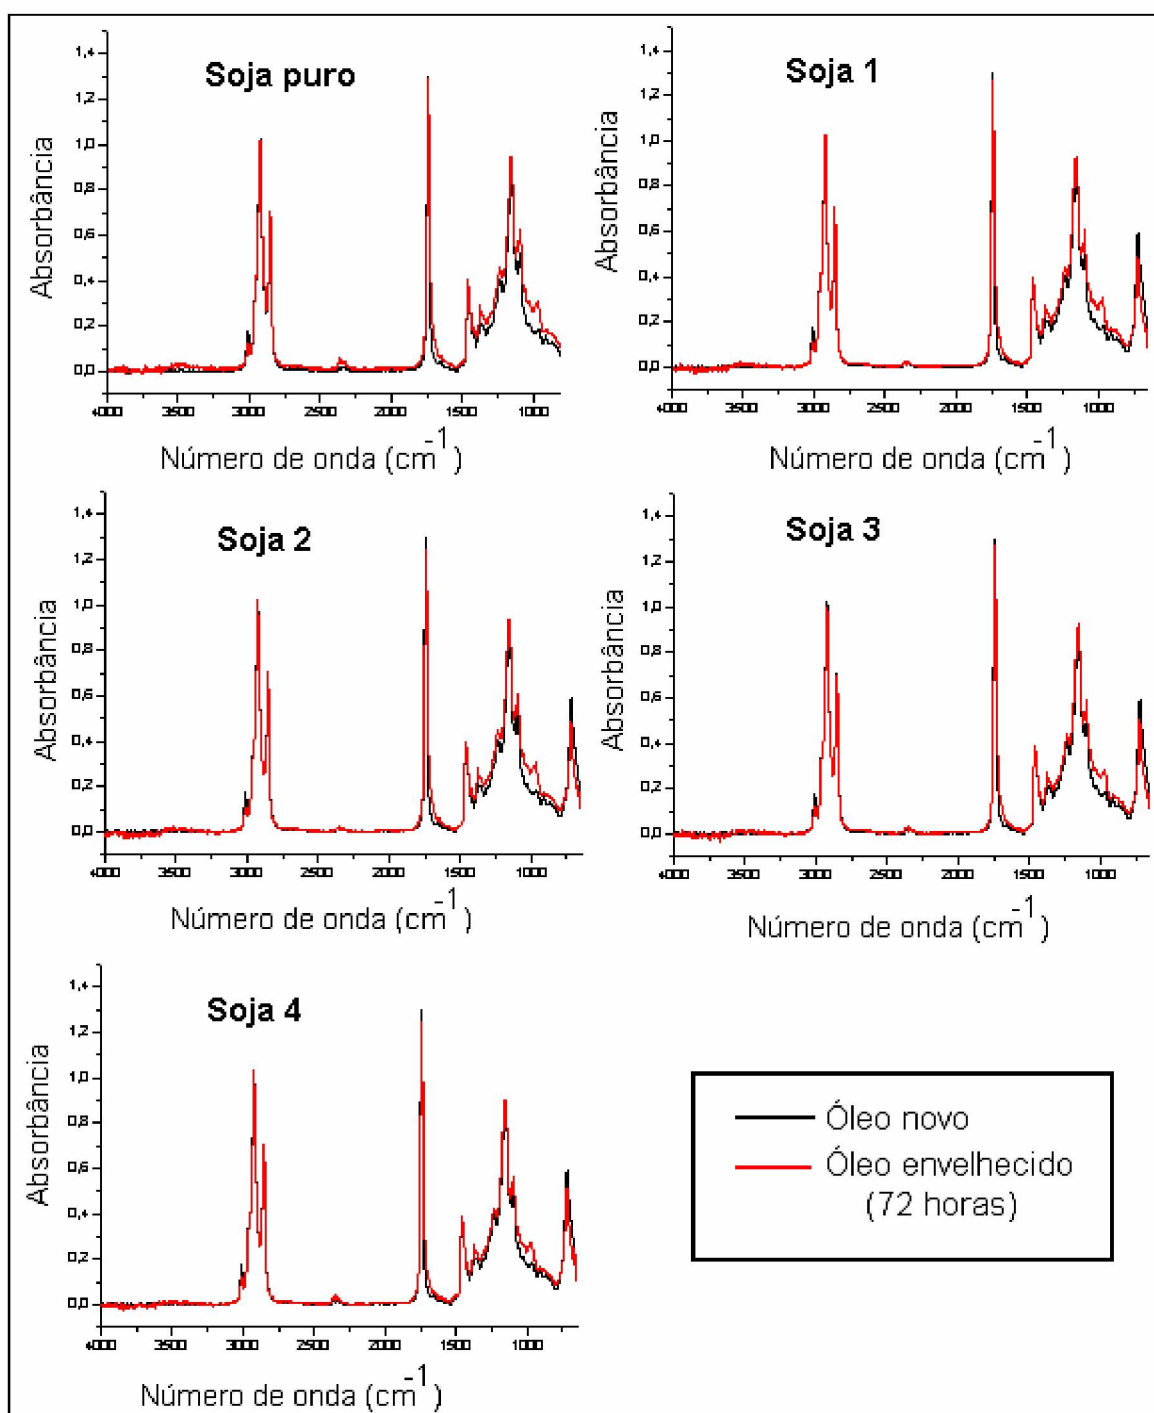 Soja puro
Absorbância
1,4
1,2
1,0
0,8
0,6
0,4
0,2
0,0
4000 3500 3000 2500 2000 1500 1000
Número de onda (cm-1)
Soja 1
Absorbância
1,4
1,2
1,0
0,8
0,6
0,4
0,2
0,0
4000 3500 3000 2500 2000 1500 1000
Número de onda (cm-1)
Soja 2
Absorbância
1,4
1,2
1,0
0,8
0,6
0,4
0,2
0,0
4000 3500 3000 2500 2000 1500 1000
Número de onda (cm-1)
Soja 3
Absorbância
1,4
1,2
1,0
0,8
0,6
0,4
0,2
0,0
4000 3500 3000 2500 2000 1500 1000
Número de onda (cm-1)
Soja 4
Absorbância
1,4
1,2
1,0
0,8
0,6
0,4
0,2
0,0
4000 3500 3000 2500 2000 1500 1000
Número de onda (cm-1)
Óleo novo
Óleo envelhecido
(72 horas)